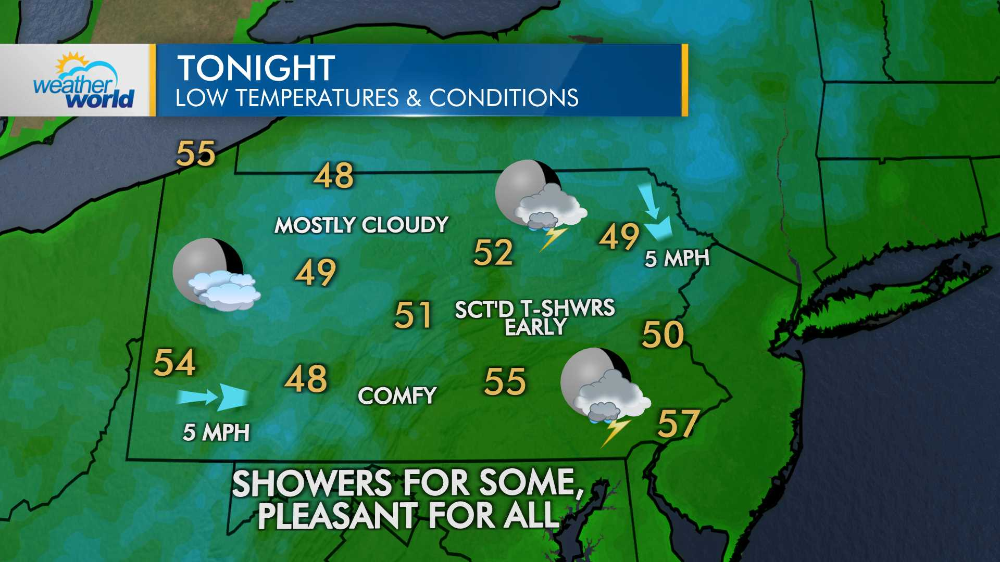 TONIGHT
weather
world
LOW TEMPERATURES & CONDITIONS
55
48
MOSTLY CLOUDY
49
52
5 MPH
49
51
SCT'D T-SHWRS
EARLY
50
54
48
55
COMFY
57
5 MPH
SHOWERS FOR SOME,
PLEASANT FOR ALL